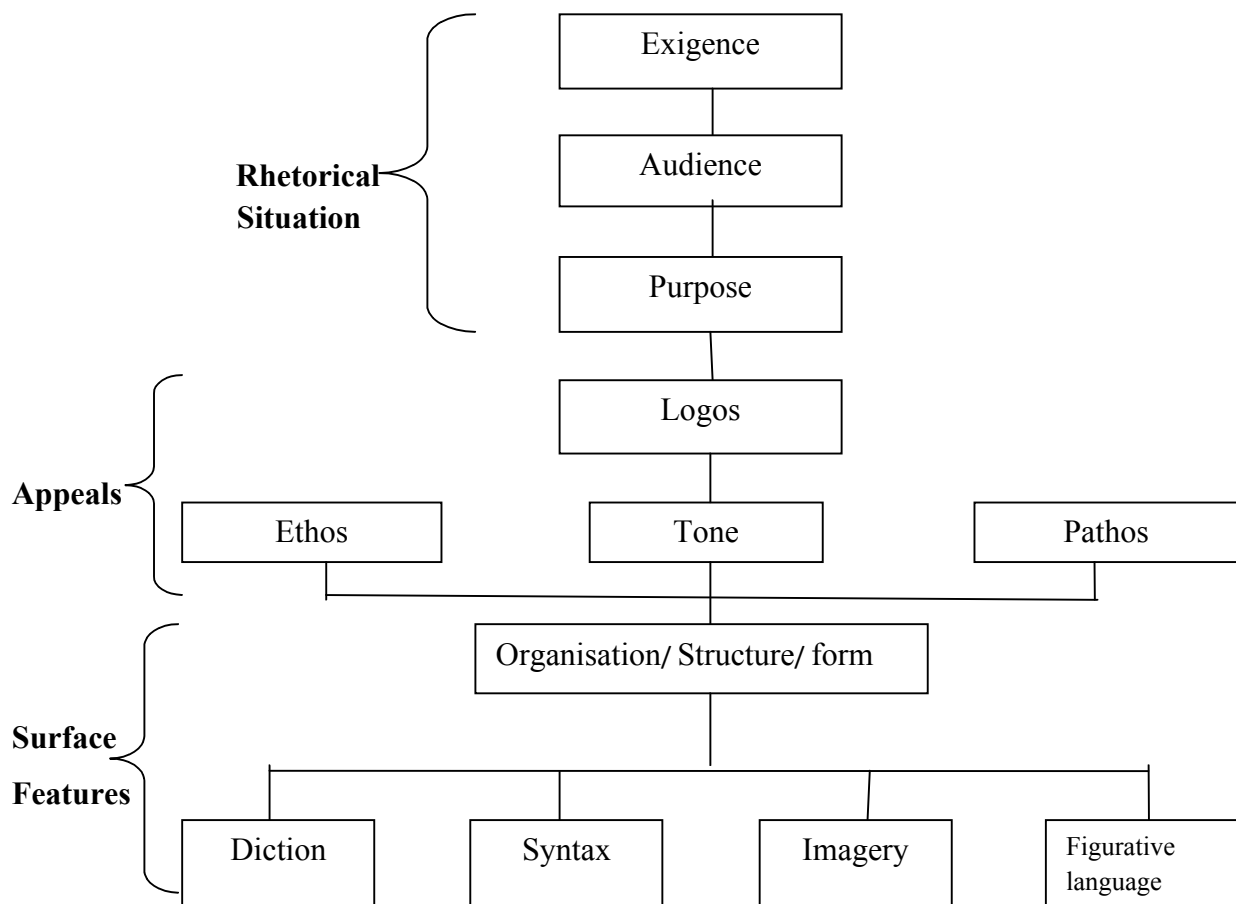 Exigence
Audience
Rhetorical
Situation
Purpose
Logos
Appeals
Ethos
Tone
Pathos
Organisation/ Structure/ form
Surface
Features
Diction
Syntax
Imagery
Figurative
language